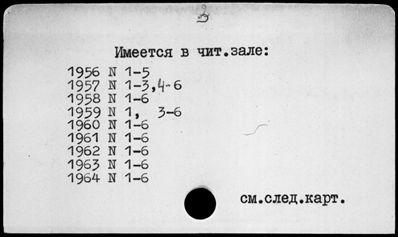 2
Имеется в чит.зале:
1956 N 1-5
1957 N 1-3,4-6
1958 N 1-6
1959 N 1, 3-6
1960 N 1-6
1961 N 1-6
1962 N 1-6
1963 N 1-6
1964 N 1-6
см.след.карт.